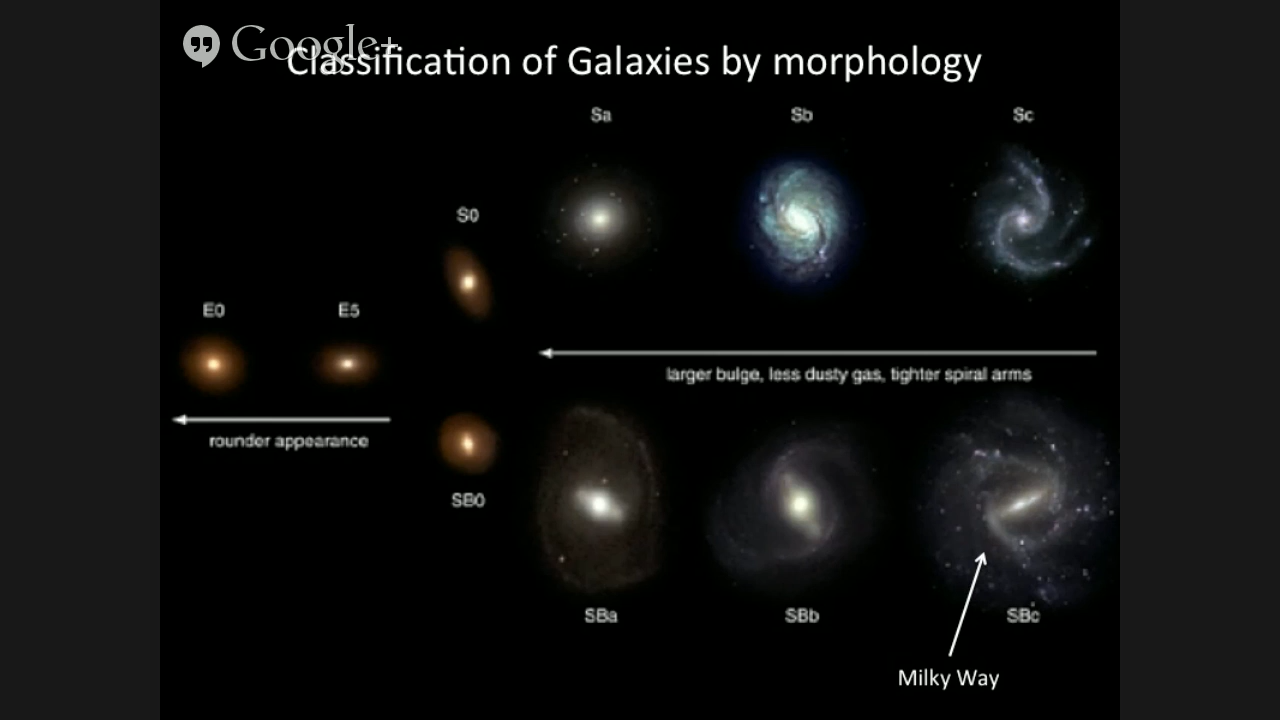 Google+
Classification of Galaxies by morphology
Sa
Sb
Sc
S0
E0
E5
larger bulge, less dusty gas, tighter spiral arms
rounder appearance
SB0
SBa
SBb
SBc
Milky Way